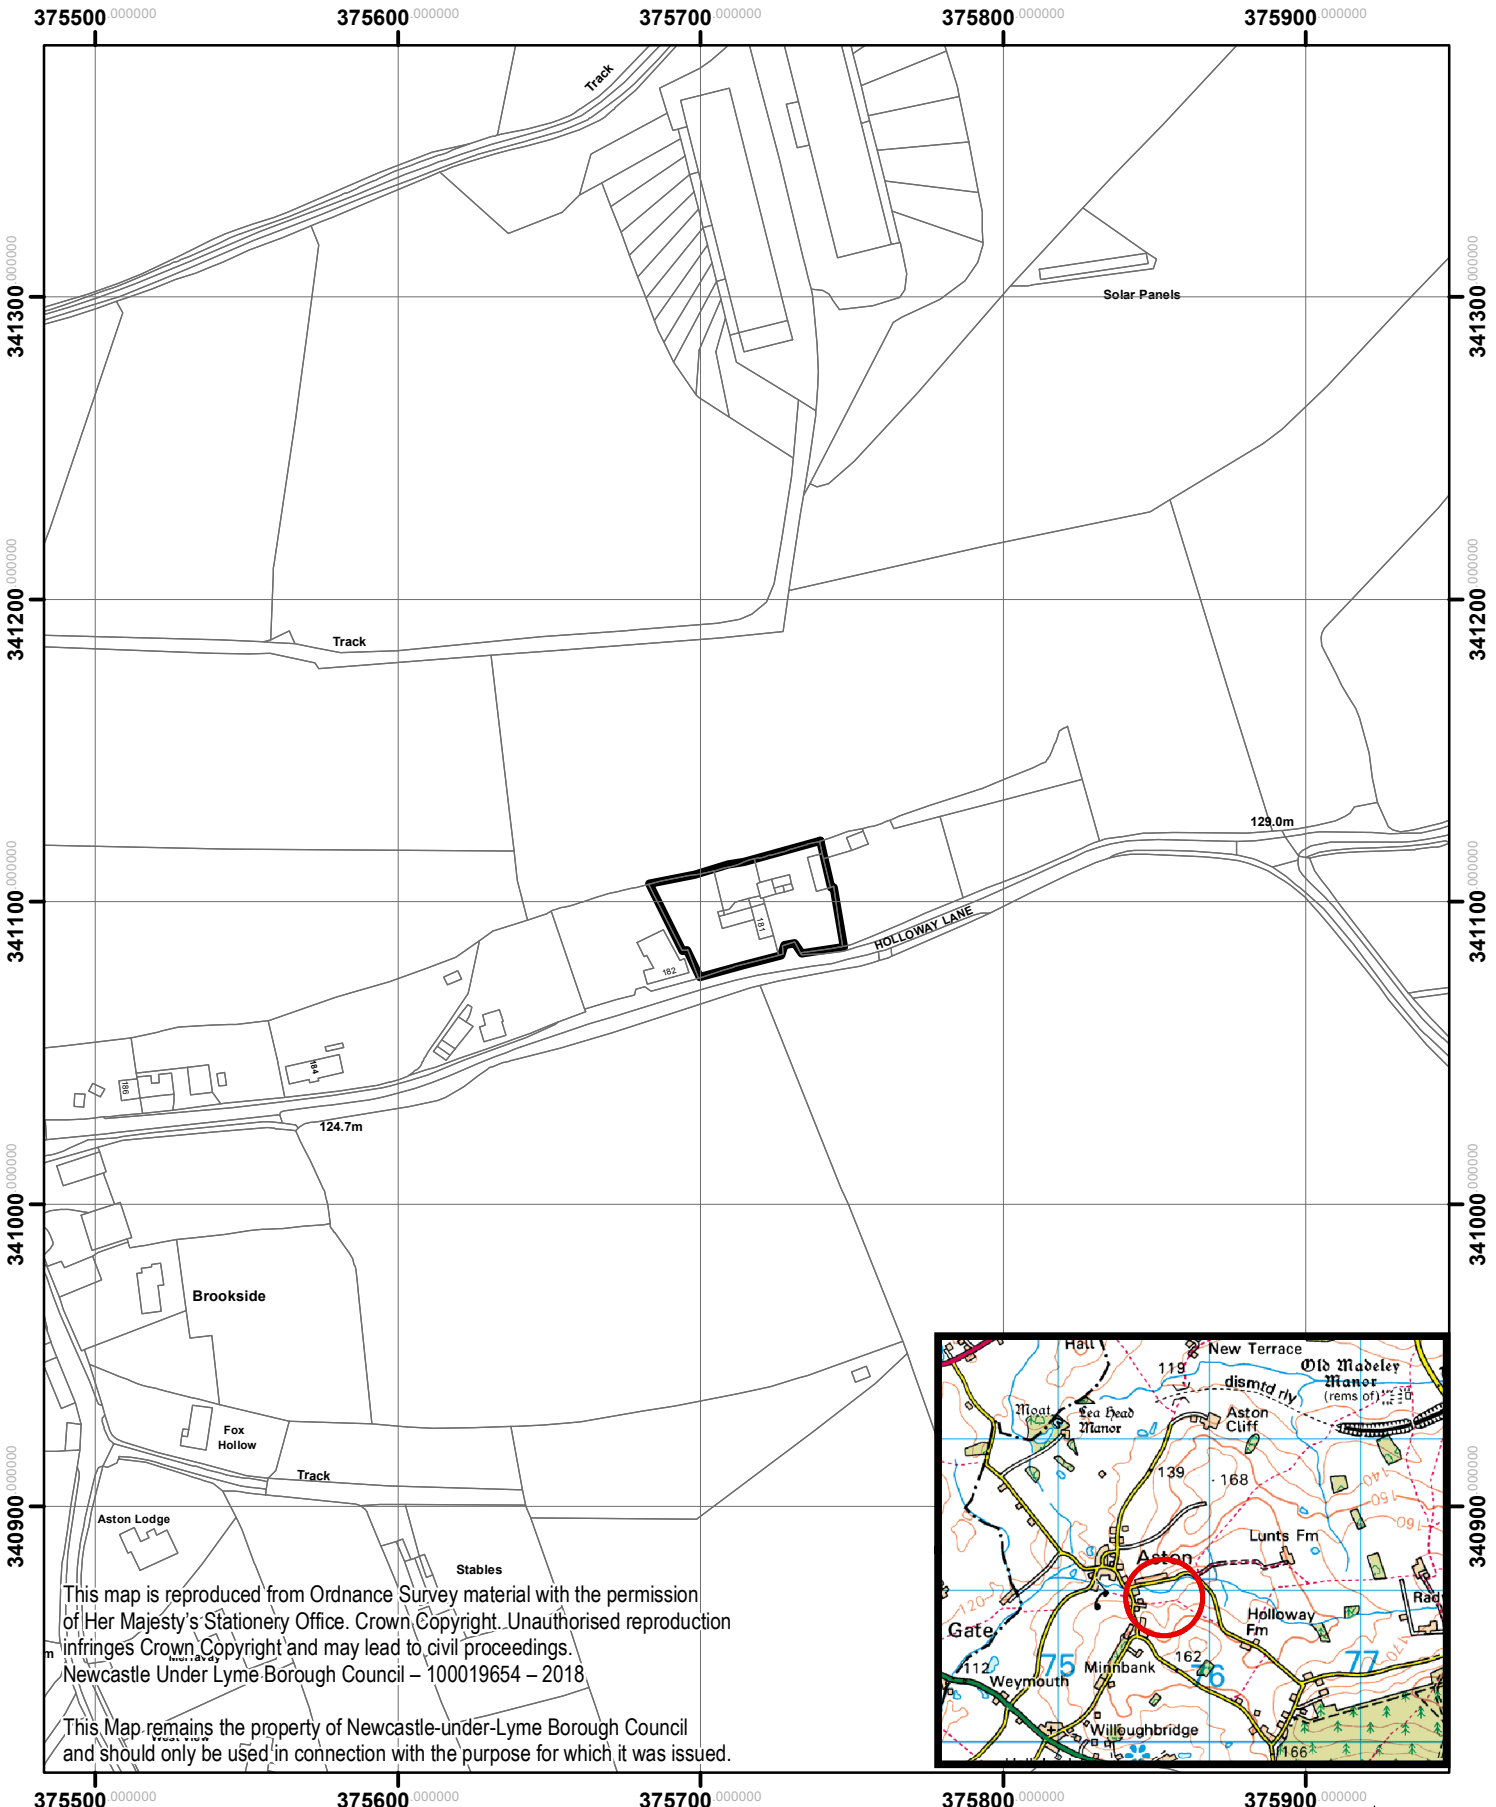 375500.000000 375600.000000 375700.000000 375800.000000 375900.000000
Track
341300.000000
341300.000000
Solar Panels
341200.000000
341200.000000
Track
129.0m
341100.000000
341100.000000
181
HOLLOWAY LANE
182
184
186
124.7m
341000.000000
341000.000000
Brookside
Fox
Hollow
Track
340900.000000
340900.000000
Aston Lodge
Stables
This map is reproduced from Ordnance Survey material with the permission
of Her Majesty's Stationery Office. Crown Copyright. Unauthorised reproduction
infringes Crown Copyright and may lead to civil proceedings.
m
Newcastle Under Lyme Borough Council – 100019654 – 2018
This Map remains the property of Newcastle-under-Lyme Borough Council
West View
and should only be used in connection with the purpose for which it was issued.
Hall
New Terrace
119
Old Madeley
Manor
(rems of)
dismtd rly
Moat
Lea Head
Manor
Aston
Cliff
139
168
140
150
160
Lunts Fm
Aston
120
Rad
Holloway
Fm
Gate
170
112
75
Minnbank
162
76
77
Weymouth
Willoughbridge
166
375500.000000 375600.000000 375700.000000 375800.000000 375900.000000